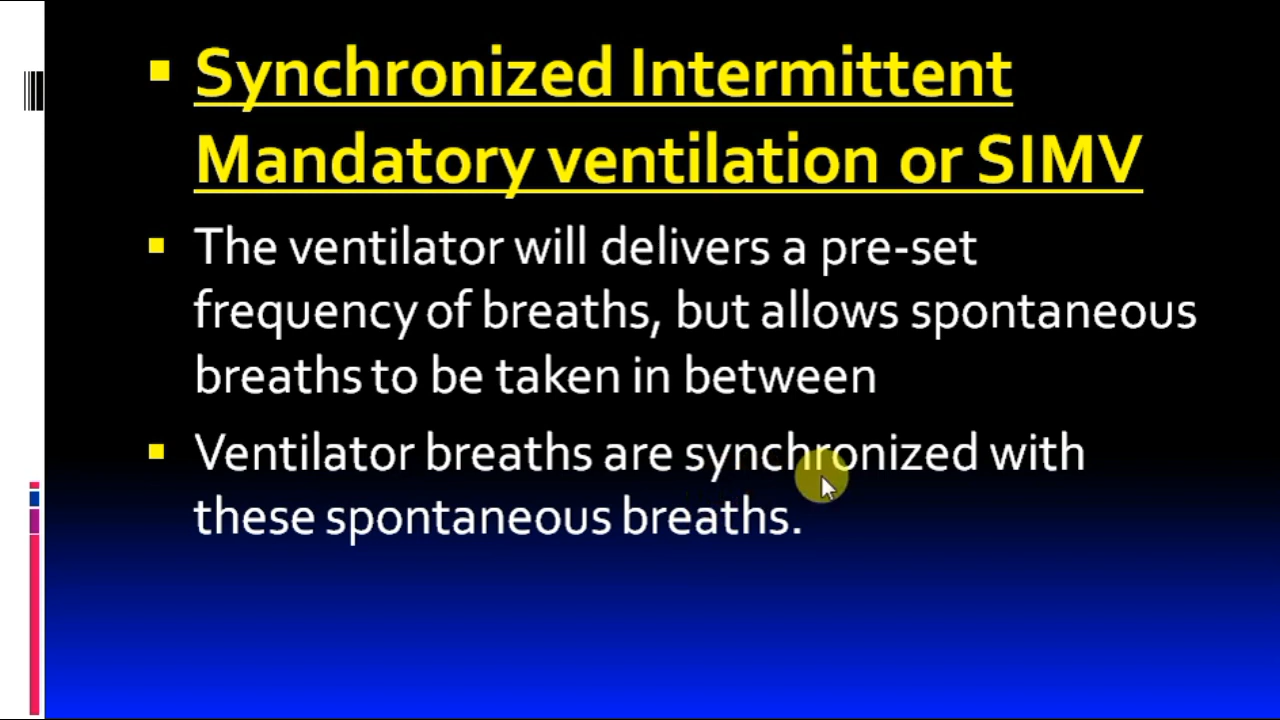 Synchronized Intermittent
Mandatory ventilation or SIMV
The ventilator will delivers a pre-set
frequency of breaths, but allows spontaneous
breaths to be taken in between
Ventilator breaths are synchronized with
these spontaneous breaths.